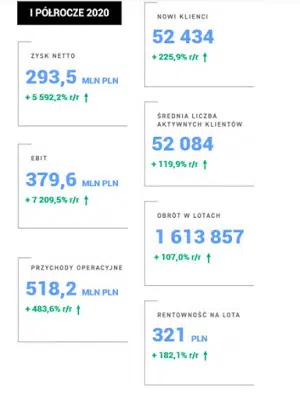 I PÓŁROCZE 2020
ZYSK NETTO
293,5 MLN PLN
+ 5 592,2% r/r ↑
EBIT
379,6 MLN PLN
+ 7 209,5% r/r ↑
PRZYCHODY OPERACYJNE
518,2 MLN PLN
+ 483,6% r/r ↑
NOWI KLIENCI
52 434
+ 225,9% r/r ↑
ŚREDNIA LICZBA
AKTYWNYCH KLIENTÓW
52 084
+ 119,9% r/r ↑
OBRÓT W LOTACH
1 613 857
+ 107,0% r/r ↑
RENTOWNOŚĆ NA LOTA
321 PLN
+ 182,1% r/r ↑